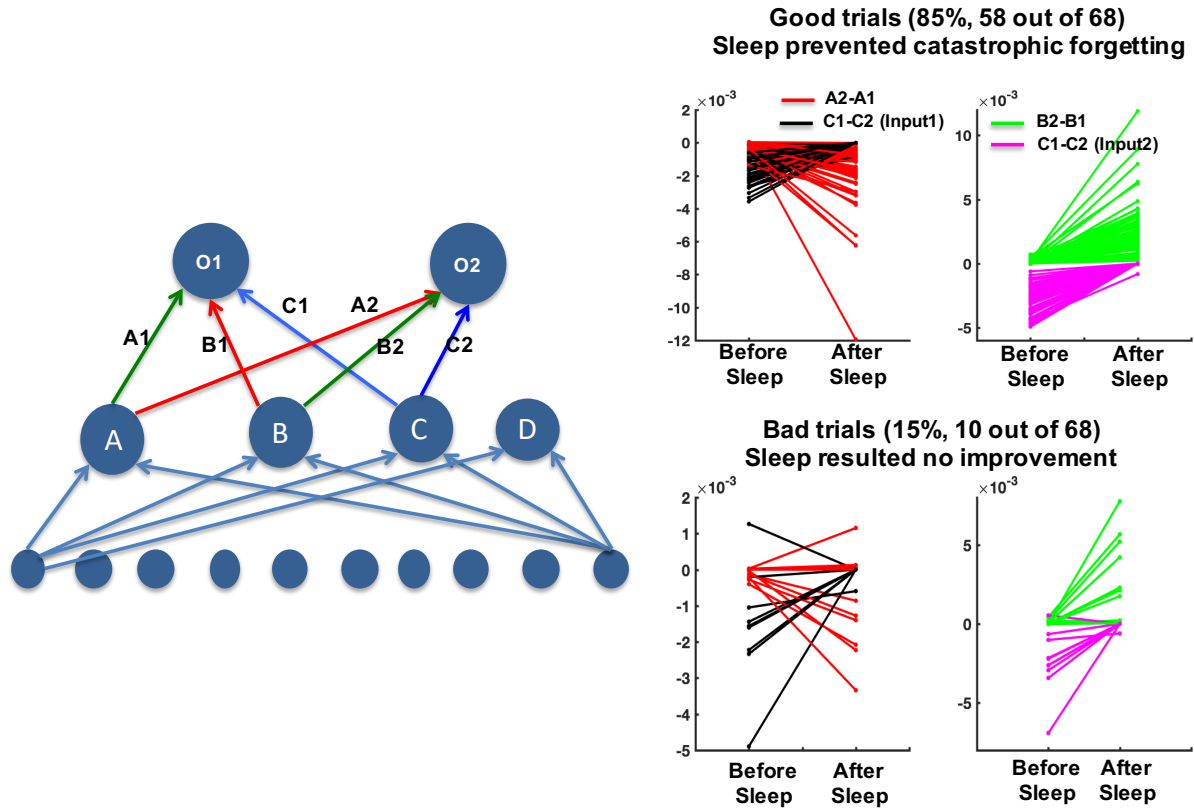 O1
O2
A1
B1
C1
A2
B2
C2
A
B
C
D
Good trials (85%, 58 out of 68)
Sleep prevented catastrophic forgetting
×10⁻³
2
0
-2
-4
-6
-8
-10
-12
A2-A1
C1-C2 (Input1)
Before
Sleep
After
Sleep
×10⁻³
10
5
0
-5
B2-B1
C1-C2 (Input2)
Before
Sleep
After
Sleep
Bad trials (15%, 10 out of 68)
Sleep resulted no improvement
×10⁻³
2
1
0
-1
-2
-3
-4
-5
Before
Sleep
After
Sleep
×10⁻³
5
0
-5
Before
Sleep
After
Sleep